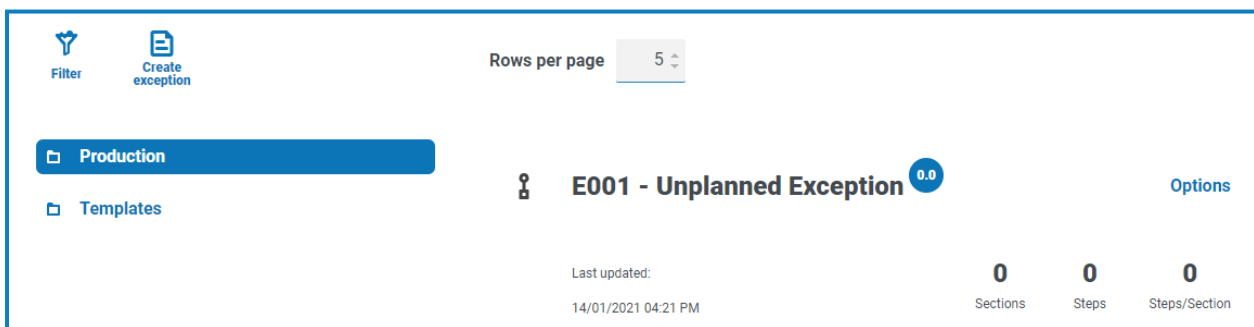 Filter
Create
exception
Rows per page 5
Production
Templates
E001 - Unplanned Exception 0.0
Options
Last updated:
14/01/2021 04:21 PM
0 0 0
Sections Steps Steps/Section